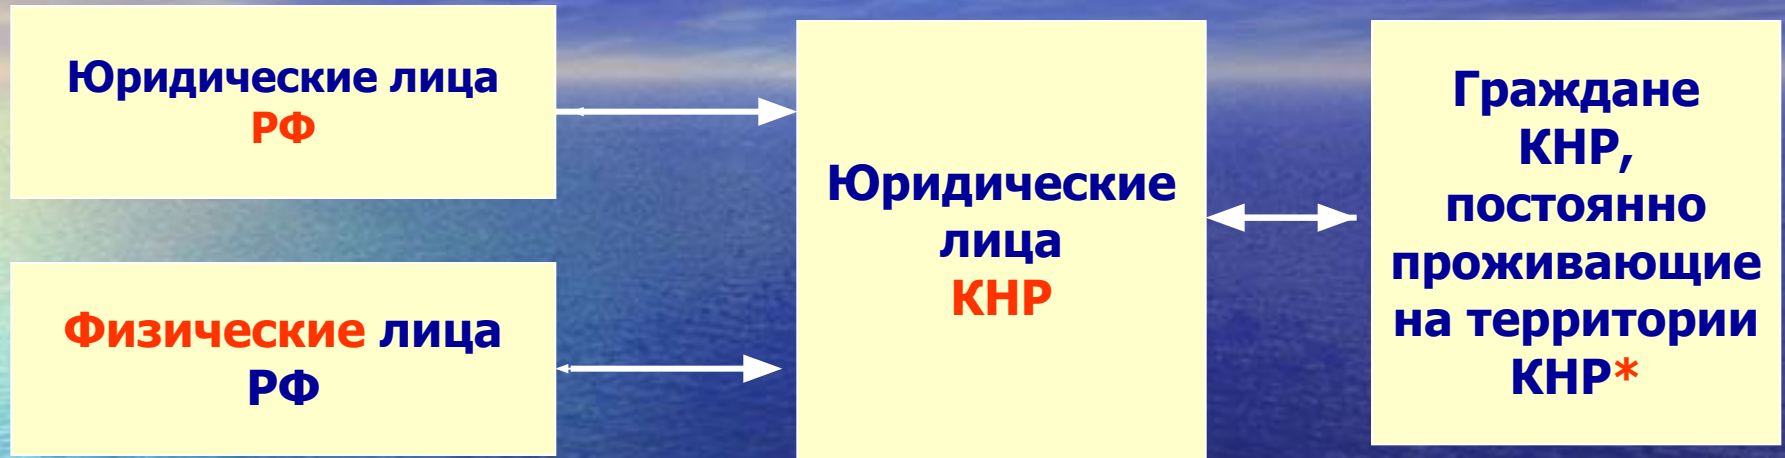 Юридические лица
РФ
Физические лица
РФ
Юридические
лица
КНР
Граждане
КНР,
постоянно
проживающие
на территории
КНР*